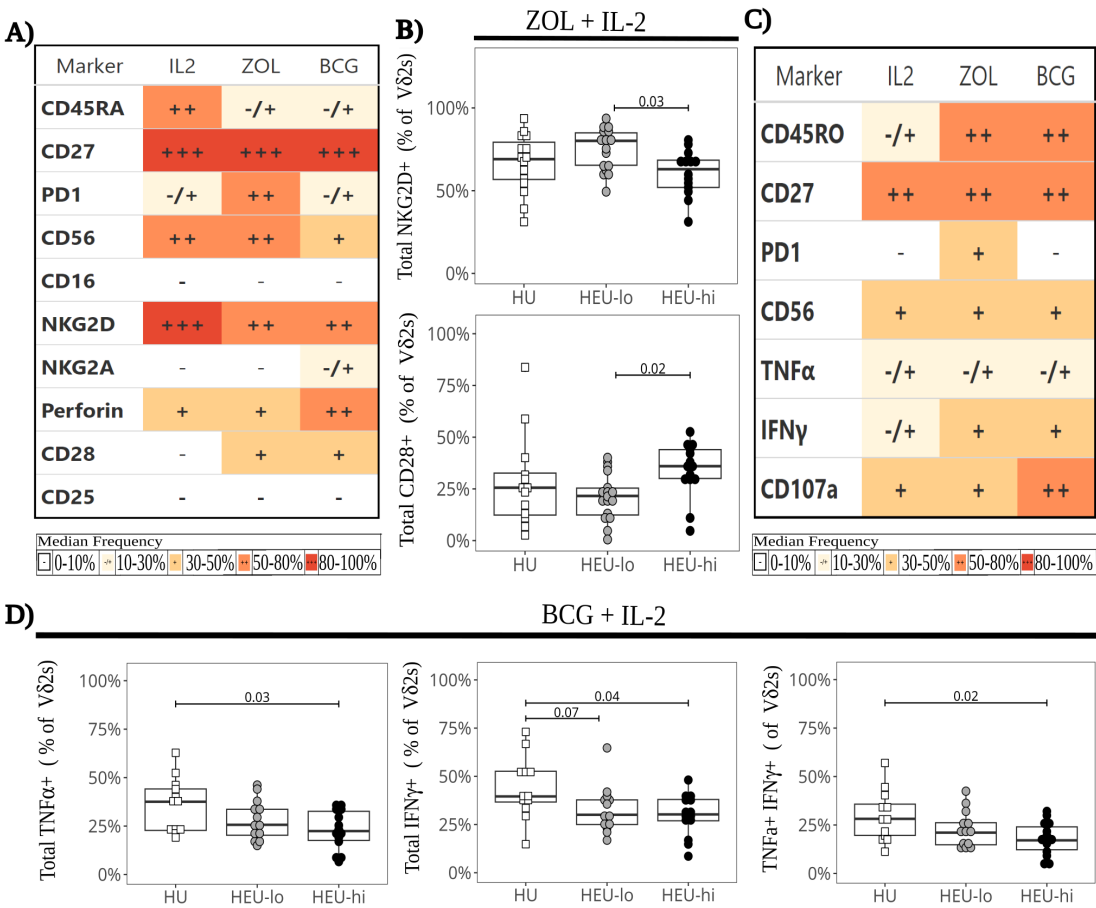 A)
Marker IL2 ZOL BCG
CD45RA ++ -/+ -/+
CD27 +++ +++ +++
PD1 -/+ ++ -/+
CD56 ++ ++ +
CD16 - - -
NKG2D +++ ++ ++
NKG2A - - -/+
Perforin + + ++
CD28 - + +
CD25 - - -
Median Frequency
- 0-10% -/+ 10-30% + 30-50% ++ 50-80% +++ 80-100%
B)
ZOL + IL-2
Total NKG2D+ (% of Vδ2s)
100%
50%
0%
0.03
HU HEU-lo HEU-hi
Total CD28+ (% of Vδ2s)
100%
75%
50%
25%
0%
0.02
HU HEU-lo HEU-hi
C)
Marker IL2 ZOL BCG
CD45RO -/+ ++ ++
CD27 ++ ++ ++
PD1 - + -
CD56 + + +
TNFα -/+ -/+ -/+
IFNγ -/+ + +
CD107a + + ++
Median Frequency
- 0-10% -/+ 10-30% + 30-50% ++ 50-80% +++ 80-100%
D)
BCG + IL-2
Total TNFα+ ( % of Vδ2s)
100%
75%
50%
25%
0%
0.03
HU HEU-lo HEU-hi
Total IFNγ+ ( % of Vδ2s)
100%
75%
50%
25%
0%
0.04
0.07
HU HEU-lo HEU-hi
TNFa+ IFNγ+ ( of Vδ2s)
100%
75%
50%
25%
0%
0.02
HU HEU-lo HEU-hi